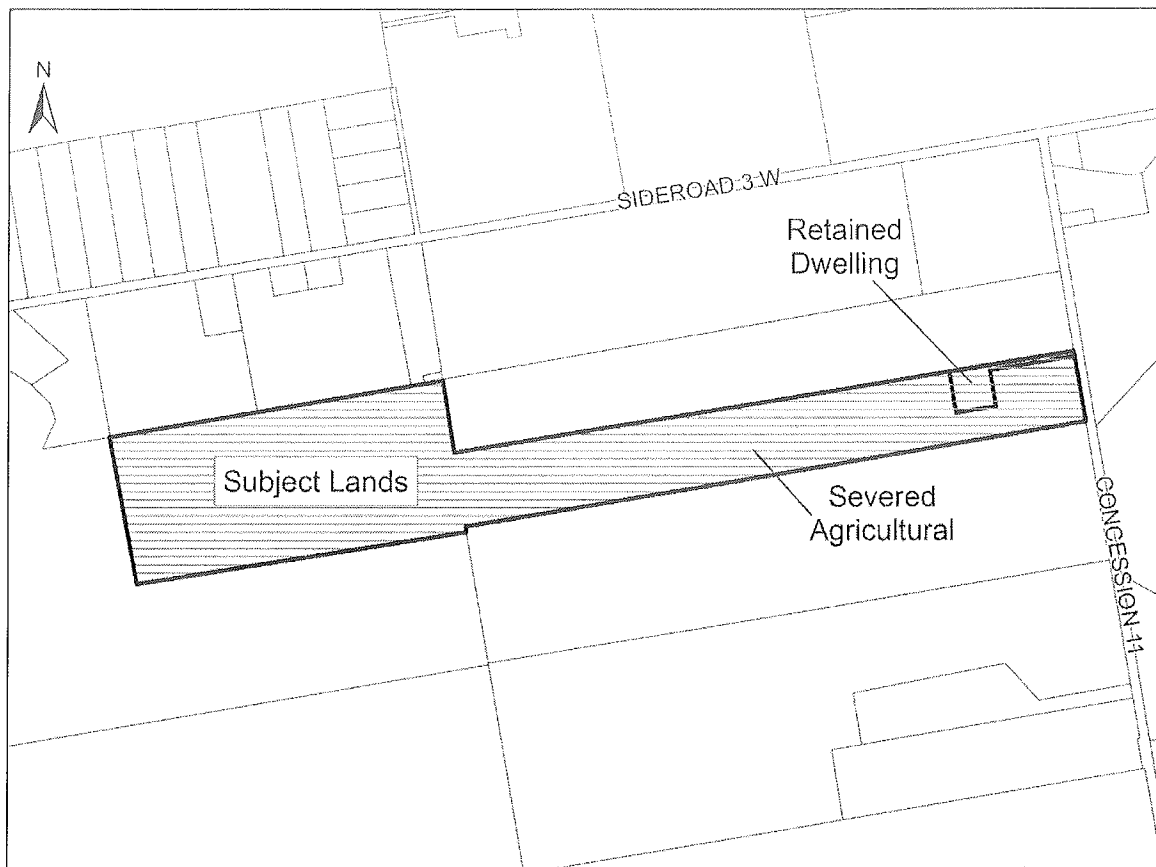 N
SIDEROAD 3 W
Retained
Dwelling
Subject Lands
Severed
Agricultural
CONCESSION 11